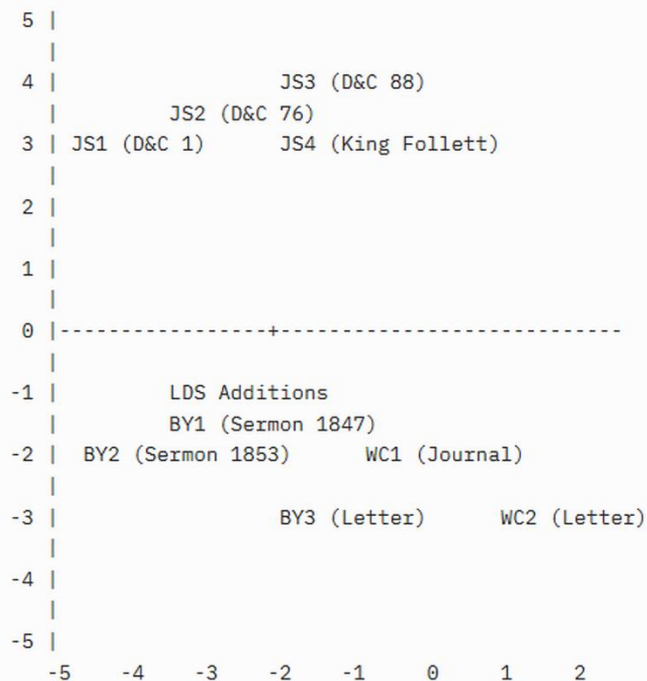 5 |
|
4 | JS3 (D&C 88)
| JS2 (D&C 76)
3 | JS1 (D&C 1) JS4 (King Follett)
|
2 |
|
1 |
|
0 |-----------------+----------------------------
|
-1 | LDS Additions
| BY1 (Sermon 1847)
-2 | BY2 (Sermon 1853) WC1 (Journal)
|
-3 | BY3 (Letter) WC2 (Letter)
|
-4 |
|
-5 |
-5 -4 -3 -2 -1 0 1 2